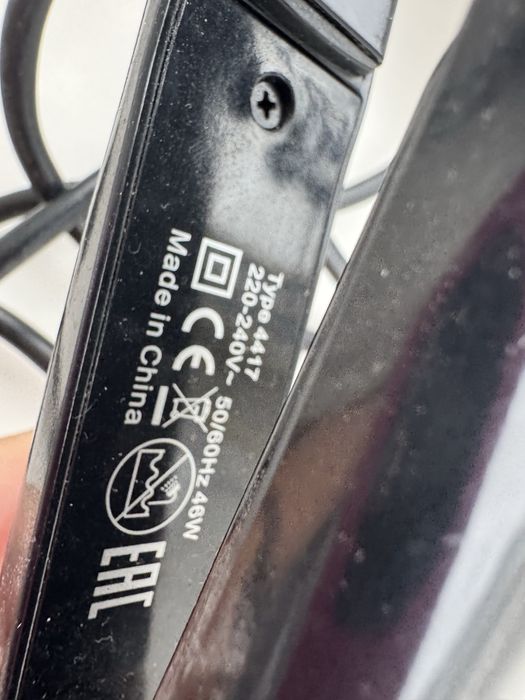 Type 4417
220-240V~ 50/60Hz 46W
CE
Made in China
EAC